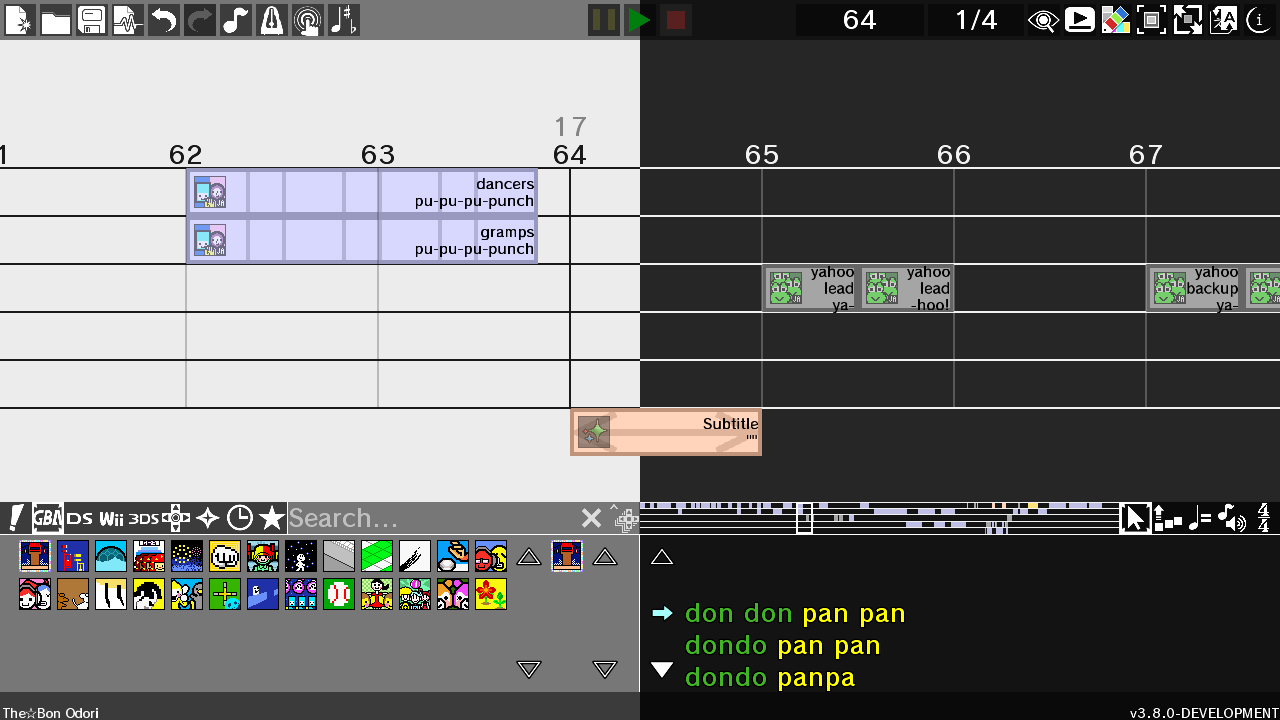 64
1/4
17
1
62
63
64
65
66
67
dancers
pu-pu-pu-punch
gramps
pu-pu-pu-punch
yahoo
lead
ya-
yahoo
lead
-hoo!
yahoo
backup
ya-
Subtitle
""
GBA
DS
Wii
3DS
Search...
4
4
don don pan pan
dondo pan pan
dondo panpa
The☆Bon Odori
v3.8.0-DEVELOPMENT